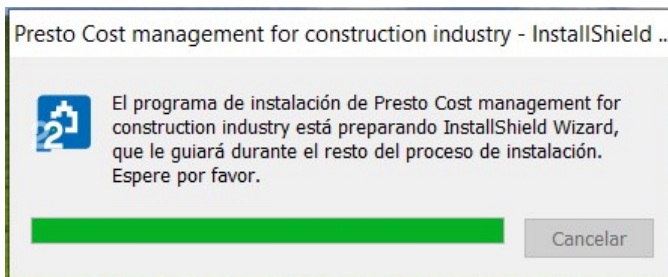 Presto Cost management for construction industry - InstallShield ...
22
El programa de instalación de Presto Cost management for
construction industry está preparando InstallShield Wizard,
que le guiará durante el resto del proceso de instalación.
Espere por favor.
Cancelar